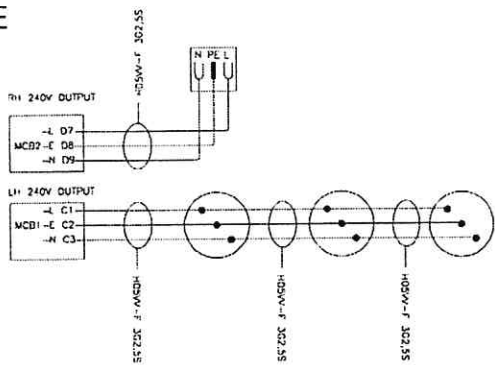 E
H05VV-F 3G2,5S
N PE L
RH 240V OUTPUT
-L D7
MCB2 -E D8
-N D9
LH 240V OUTPUT
-L C1
MCB1 -E C2
-N C3
H05VV-F 3G2,5S
H05VV-F 3G2,5S
H05VV-F 3G2,5S